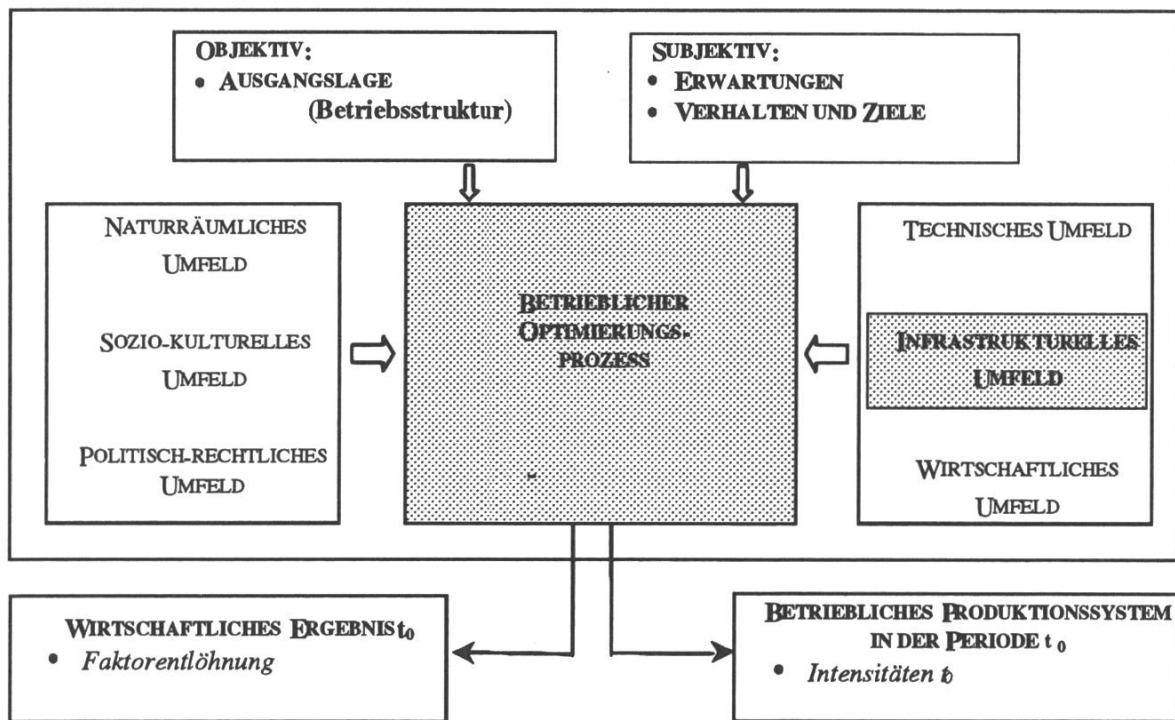 OBJEKTIV:
• AUSGANGSLAGE
(Betriebsstruktur)
SUBJEKTIV:
• ERWARTUNGEN
• VERHALTEN UND ZIELE
NATURRÄUMLICHES
UMFELD
SOZIO-KULTURELLES
UMFELD
POLITISCH-RECHTLICHES
UMFELD
BETRIEBLICHER
OPTIMIERUNGS-
PROZESS
TECHNISCHES UMFELD
INFRASTRUKTURELLES
UMFELD
WIRTSCHAFTLICHES
UMFELD
WIRTSCHAFTLICHES ERGEBNIS t₀
• Faktorentlöhnung
BETRIEBLICHES PRODUKTIONSSYSTEM
IN DER PERIODE t ₀
• Intensitäten t₀